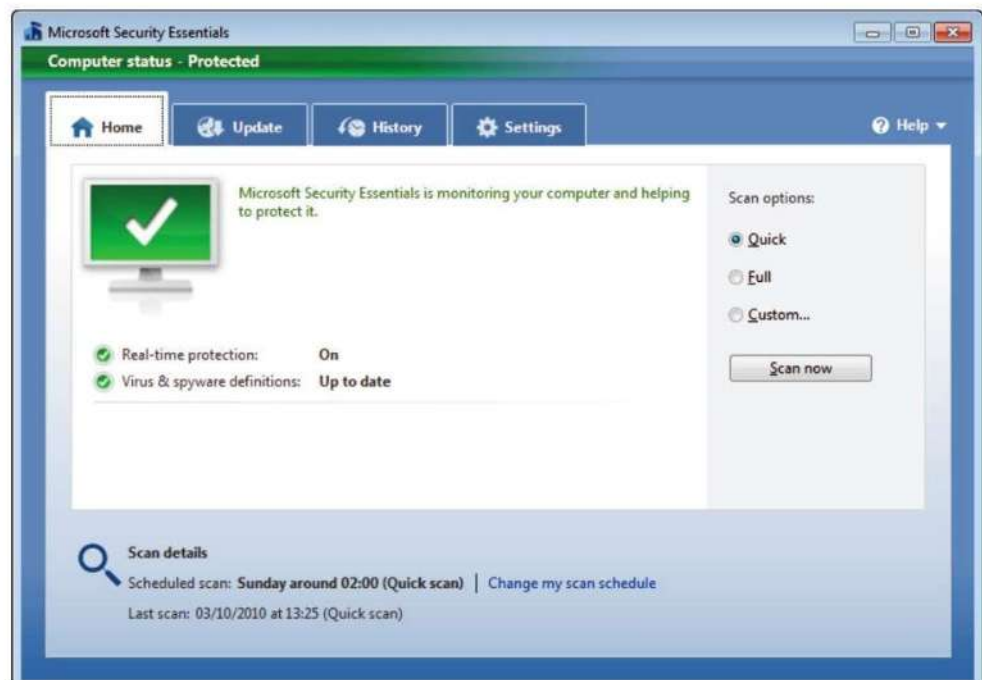 Microsoft Security Essentials
Computer status - Protected
Home
Update
History
Settings
Help
Microsoft Security Essentials is monitoring your computer and helping
to protect it.
Real-time protection: On
Virus & spyware definitions: Up to date
Scan options:
Quick
Full
Custom...
Scan now
Scan details
Scheduled scan: Sunday around 02:00 (Quick scan) | Change my scan schedule
Last scan: 03/10/2010 at 13:25 (Quick scan)